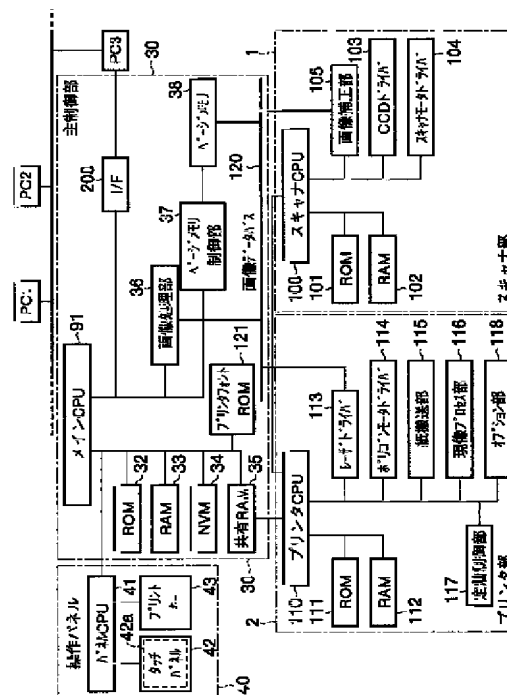 PC2
PC3
30
主制御部
200
I/F
38
ページメモリ
37
ページメモリ
制御部
36
画像処理部
120
画像データバス
91
メインCPU
121
プリンタフォント
ROM
ROM
32
RAM
33
NVM
34
共有RAM
35
30
操作パネル
パネルCPU
41
42a
プリント
キー
43
タッチ
パネル
42
40
1
スキャナCPU
100
ROM
101
RAM
102
105
画像補正部
103
CCDドライバ
104
スキャナモータドライバ
スキャナ部
2
プリンタCPU
110
ROM
111
RAM
112
113
レーザドライバ
ポリゴンモータドライバ
114
紙搬送部
115
現像プロセス部
116
オプション部
118
117
プリンタ部